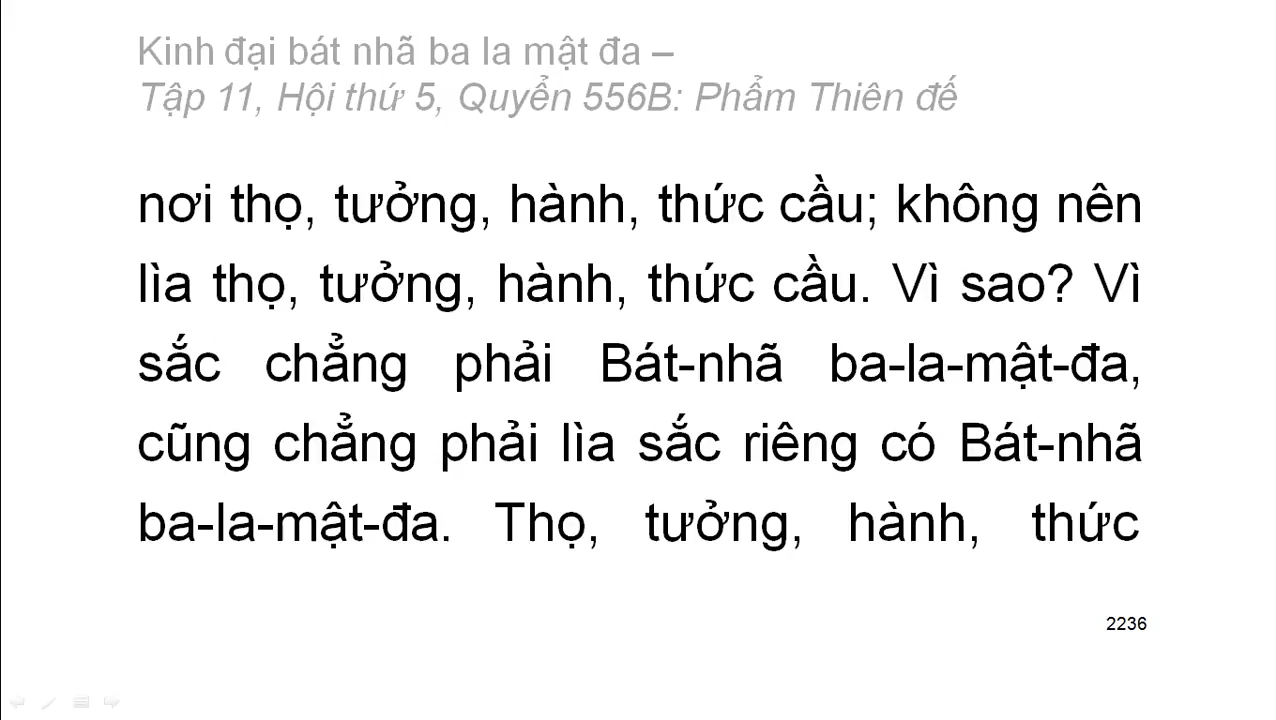 Kinh đại bát nhã ba la mật đa –
Tập 11, Hội thứ 5, Quyển 556B: Phẩm Thiên đế
nơi thọ, tưởng, hành, thức cầu; không nên
lìa thọ, tưởng, hành, thức cầu. Vì sao? Vì
sắc chẳng phải Bát-nhã ba-la-mật-đa,
cũng chẳng phải lìa sắc riêng có Bát-nhã
ba-la-mật-đa. Thọ, tưởng, hành, thức
2236